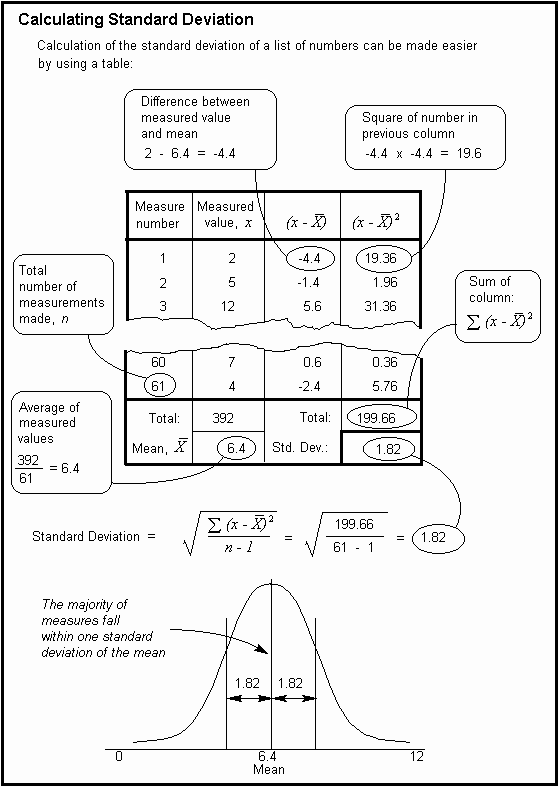 Calculating Standard Deviation
Calculation of the standard deviation of a list of numbers can be made easier
by using a table:
Difference between
measured value
and mean
2 - 6.4 = -4.4
Square of number in
previous column
-4.4 x -4.4 = 19.6
Measure number
Measured value, x
(x - X̅)
(x - X̅)²
1 2 -4.4 19.36
2 5 -1.4 1.96
3 12 5.6 31.36
Total
number of
measurements
made, n
Sum of
column:
∑ (x - X̅)²
60 7 0.6 0.36
61 4 -2.4 5.76
Total: 392 Total: 199.66
Mean, X̅ 6.4 Std. Dev.: 1.82
Average of
measured
values
392/61 = 6.4
Standard Deviation = √(∑ (x - X̅)² / n - 1) = √(199.66 / 61 - 1) = 1.82
The majority of
measures fall
within one standard
deviation of the mean
1.82 1.82
0 6.4 12
Mean